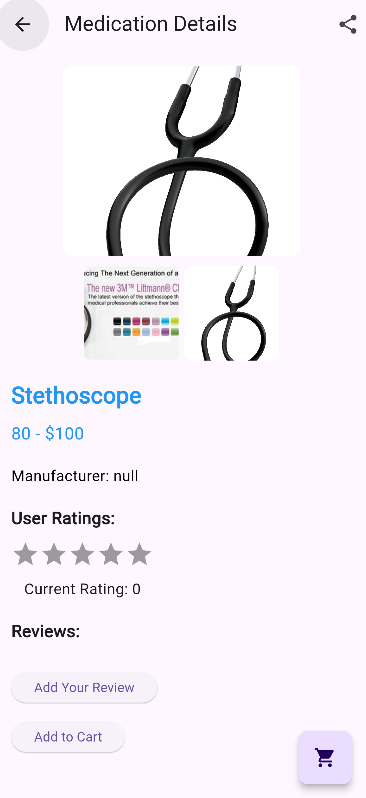 Medication Details
cing The Next Generation of a
The new 3M™ Littmann® Cl
The latest version of the stethoscope th
medical professionals achieve their bes
Stethoscope
80 - $100
Manufacturer: null
User Ratings:
Current Rating: 0
Reviews:
Add Your Review
Add to Cart